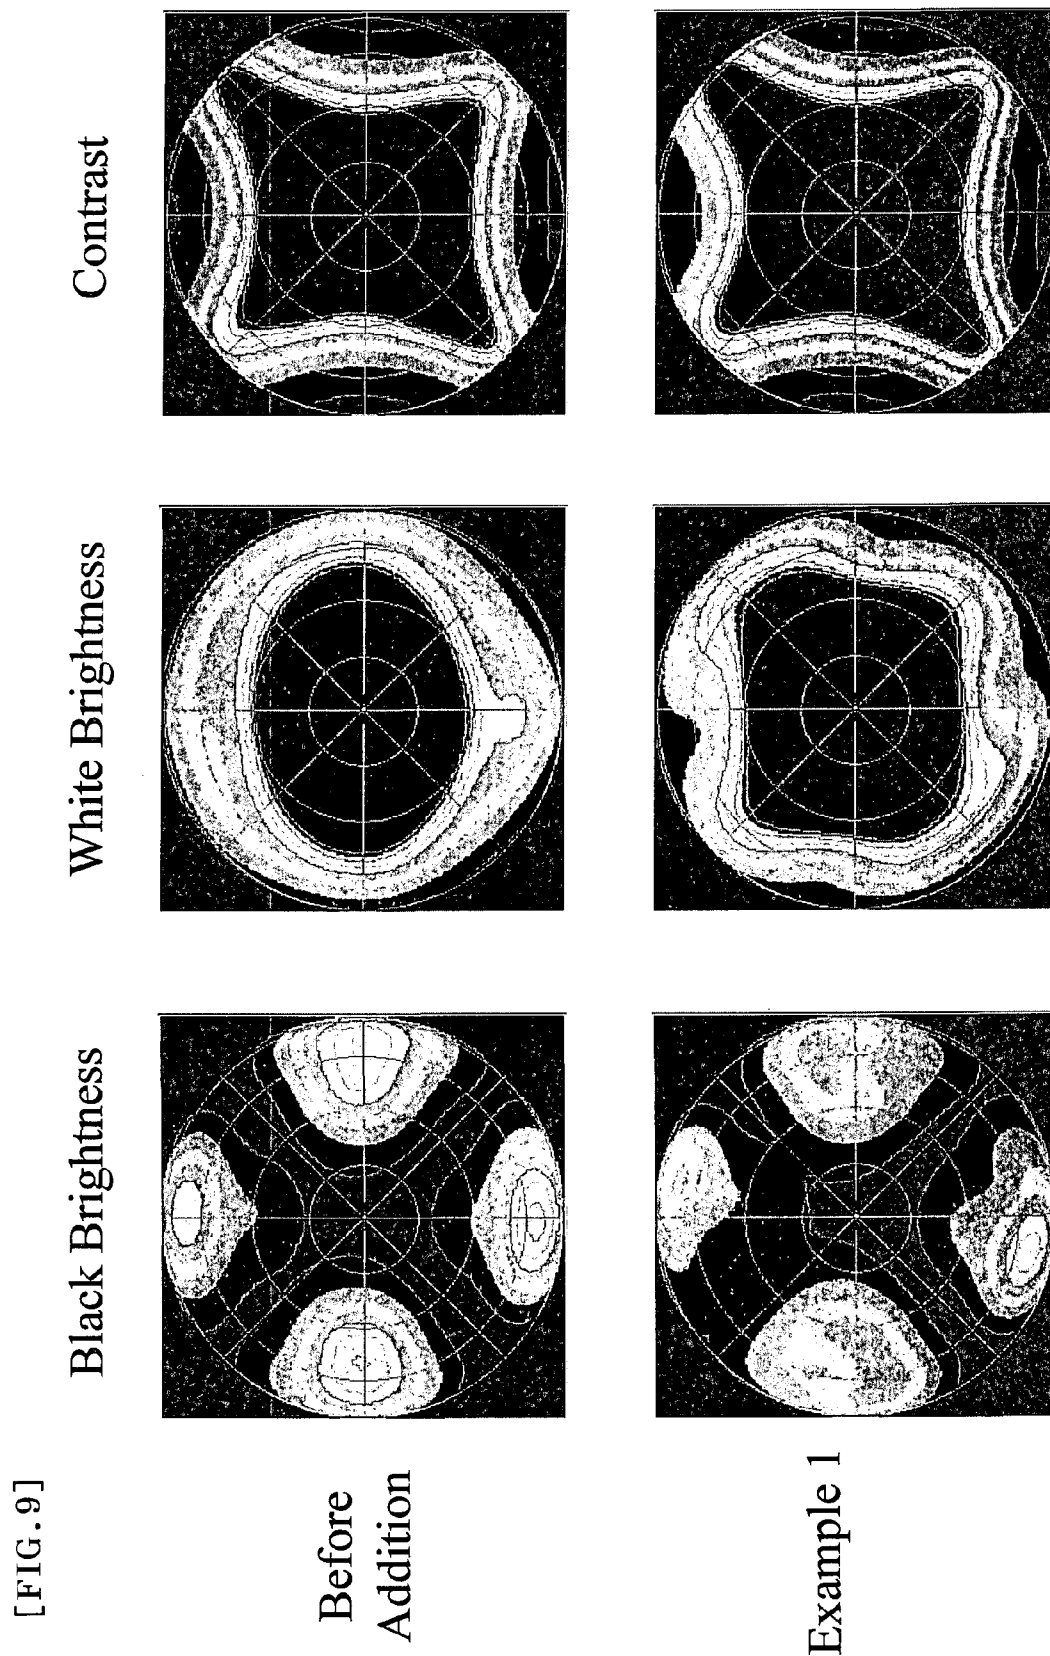 [FIG.9]
Black Brightness
White Brightness
Contrast
Before
Addition
Example 1